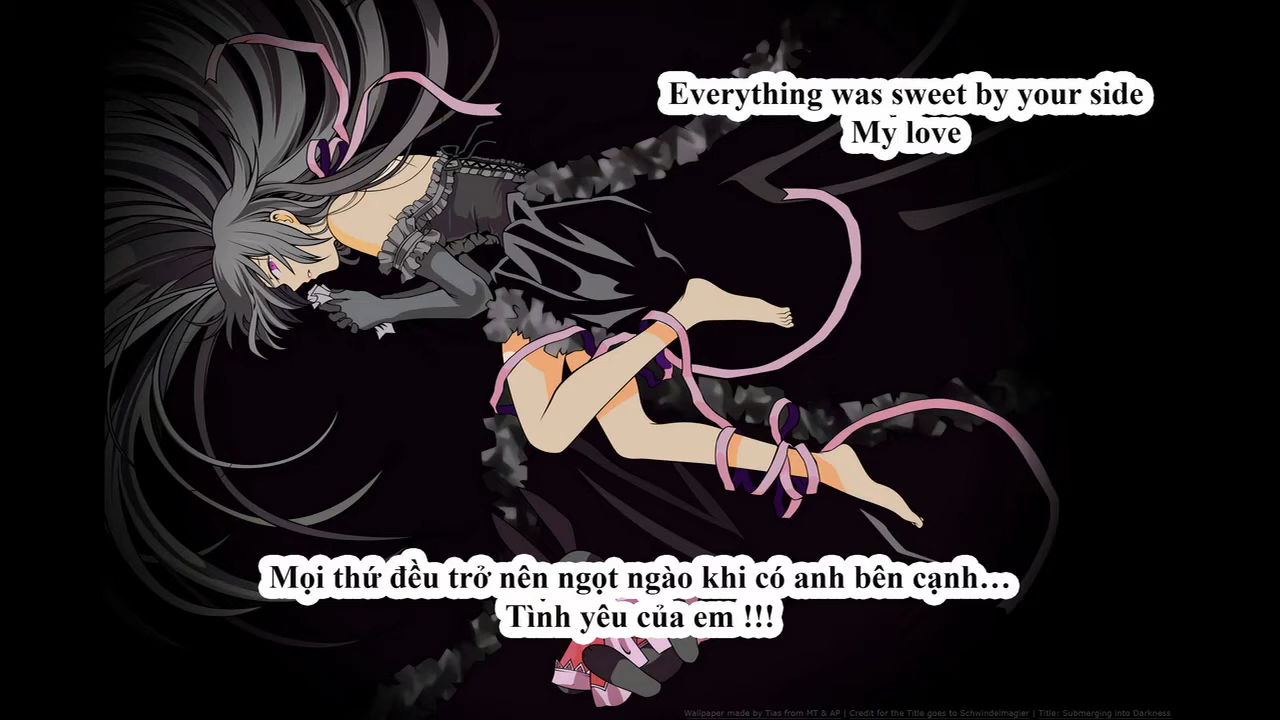 Everything was sweet by your side
My love
Mọi thứ đều trở nên ngọt ngào khi có anh bên cạnh...
Tình yêu của em !!!
Wallpaper made by Tias from MT & AP | Credit for the Title goes to Schwindelmagier | Title: Submerging into Darkness